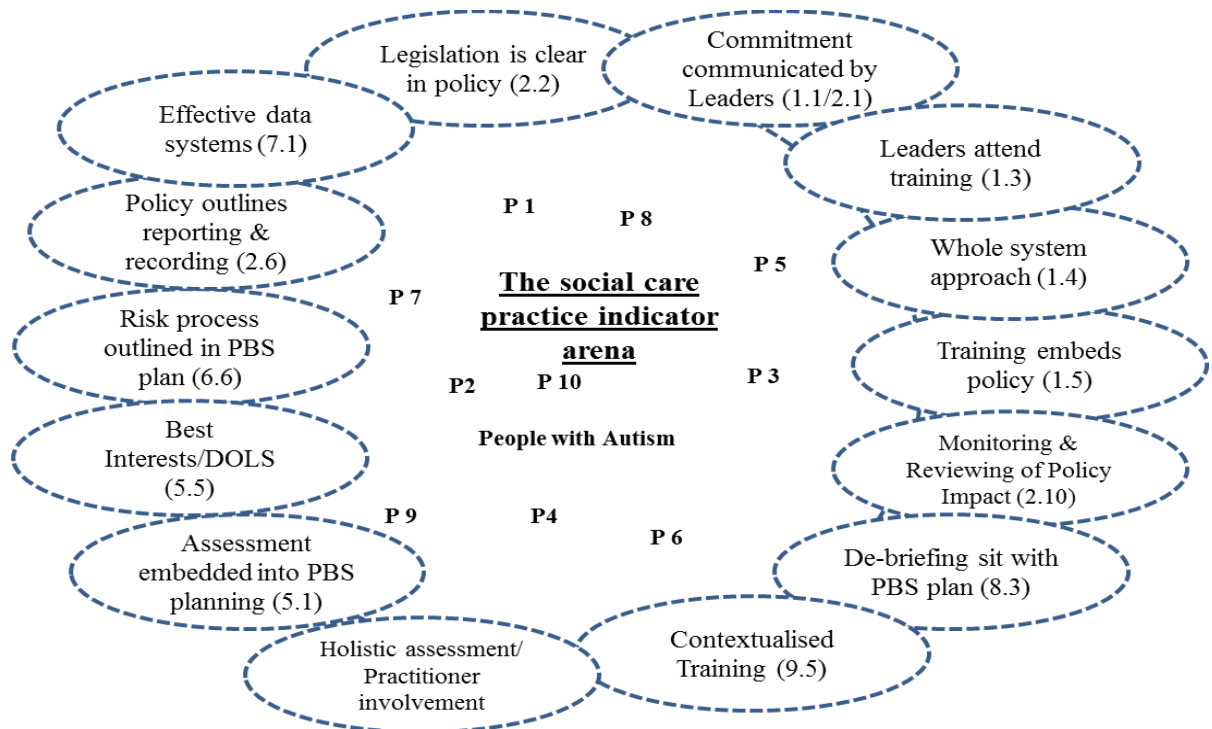 Legislation is clear
in policy (2.2)
Commitment
communicated by
Leaders (1.1/2.1)
Effective data
systems (7.1)
Leaders attend
training (1.3)
Policy outlines
reporting &
recording (2.6)
P 1
P 8
Whole system
approach (1.4)
P 5
P 7
The social care
practice indicator
arena
Risk process
outlined in PBS
plan (6.6)
Training embeds
policy (1.5)
P2
P 10
P 3
People with Autism
Best
Interests/DOLS
(5.5)
Monitoring &
Reviewing of Policy
Impact (2.10)
P 9
P4
P 6
Assessment
embedded into PBS
planning (5.1)
De-briefing sit with
PBS plan (8.3)
Holistic assessment/
Practitioner
involvement
Contextualised
Training (9.5)